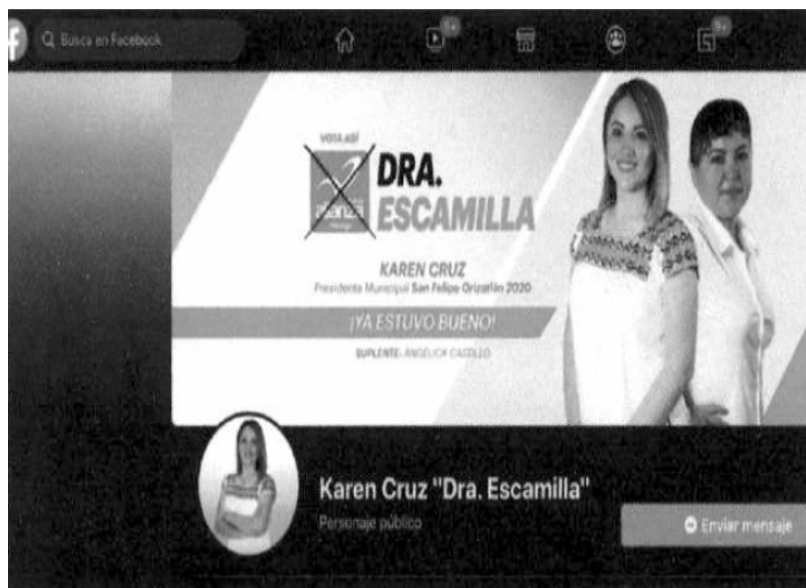 Busca en Facebook
VOTA ASÍ
DRA.
ESCAMILLA
KAREN CRUZ
Presidenta Municipal San Felipe Orizatlán 2020
¡YA ESTUVO BUENO!
SUPLENTE: ANGÉLICA CASTILLO
Karen Cruz "Dra. Escamilla"
Personaje público
Enviar mensaje